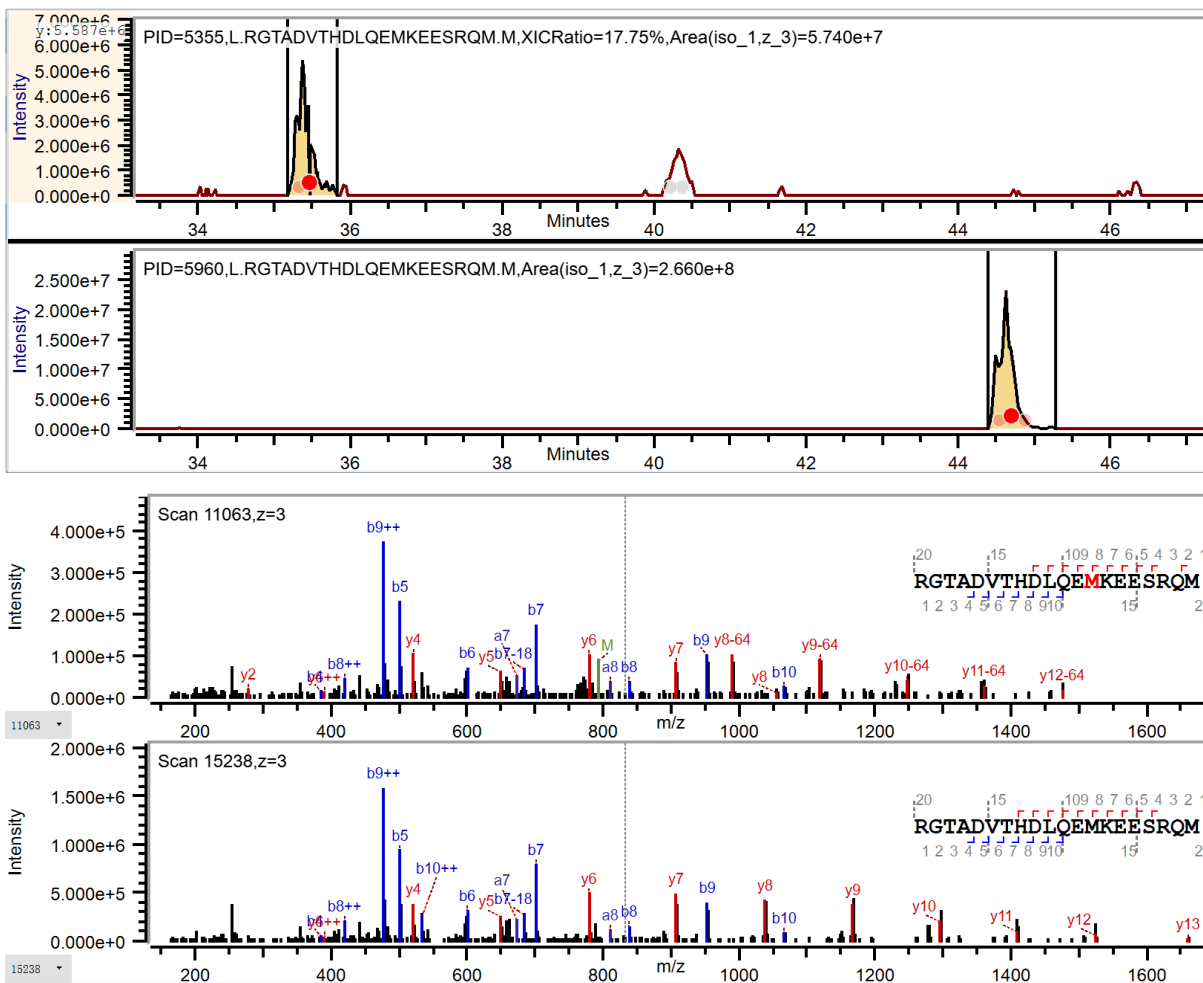 7.000e+6
y:5.587e+6
6.000e+6
5.000e+6
4.000e+6
3.000e+6
2.000e+6
1.000e+6
0.000e+0
Intensity
PID=5355,L.RGTADVTHDLQEMKEESRQM.M,XICRatio=17.75%,Area(iso_1,z_3)=5.740e+7
34 36 38 40 42 44 46
Minutes
2.500e+7
2.000e+7
1.500e+7
1.000e+7
5.000e+6
0.000e+0
Intensity
PID=5960,L.RGTADVTHDLQEMKEESRQM.M,Area(iso_1,z_3)=2.660e+8
34 36 38 40 42 44 46
Minutes
Scan 11063,z=3
4.000e+5
3.000e+5
2.000e+5
1.000e+5
0.000e+0
Intensity
b9++
b5
b7
y4
a7
y6
M
y7
b9
y8-64
y9-64
b8++
b6
y5
b7-18
a8
b8
y2
y8
b10
y10-64
y11-64
y12-64
20 15 10 9 8 7 6 5 4 3 2 1
RGTADVTHDLQEMKEESRQM
1 2 3 4 5 6 7 8 9 10 15 2
200 400 600 800 1000 1200 1400 1600
m/z
11063
Scan 15238,z=3
2.000e+6
1.500e+6
1.000e+6
5.000e+5
0.000e+0
Intensity
b9++
b5
b10++
b7
y4
a7
y6
y7
b9
y8
y9
b8++
b6
y5
b7-18
a8
b8
b10
y10
y11
y12
y13
20 15 10 9 8 7 6 5 4 3 2 1
RGTADVTHDLQEMKEESRQM
1 2 3 4 5 6 7 8 9 10 15 2
200 400 600 800 1000 1200 1400 1600
m/z
15238